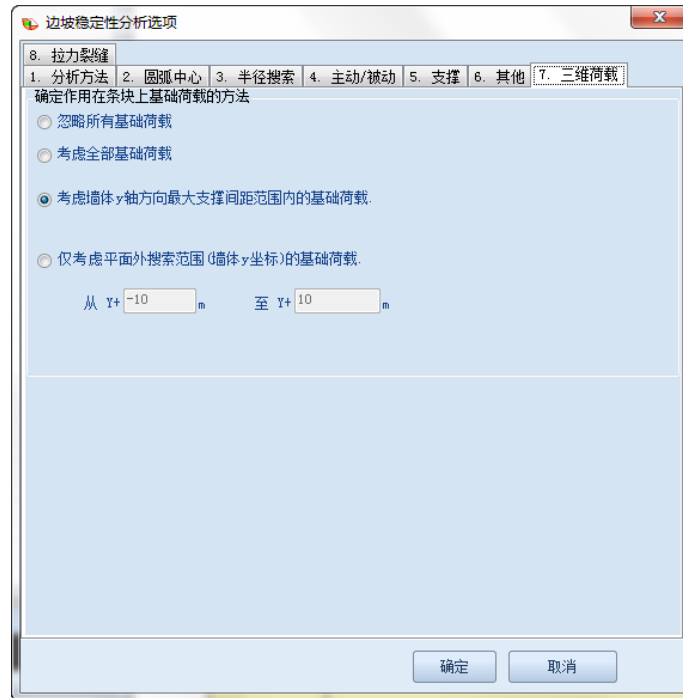 边坡稳定性分析选项
8. 拉力裂缝
1. 分析方法 2. 圆弧中心 3. 半径搜索 4. 主动/被动 5. 支撑 6. 其他 7. 三维荷载
确定作用在条块上基础荷载的方法
忽略所有基础荷载
考虑全部基础荷载
考虑墙体y轴方向最大支撑间距范围内的基础荷载.
仅考虑平面外搜索范围(墙体y坐标)的基础荷载.
从 Y+ -10 m 至 Y+ 10 m
确定 取消